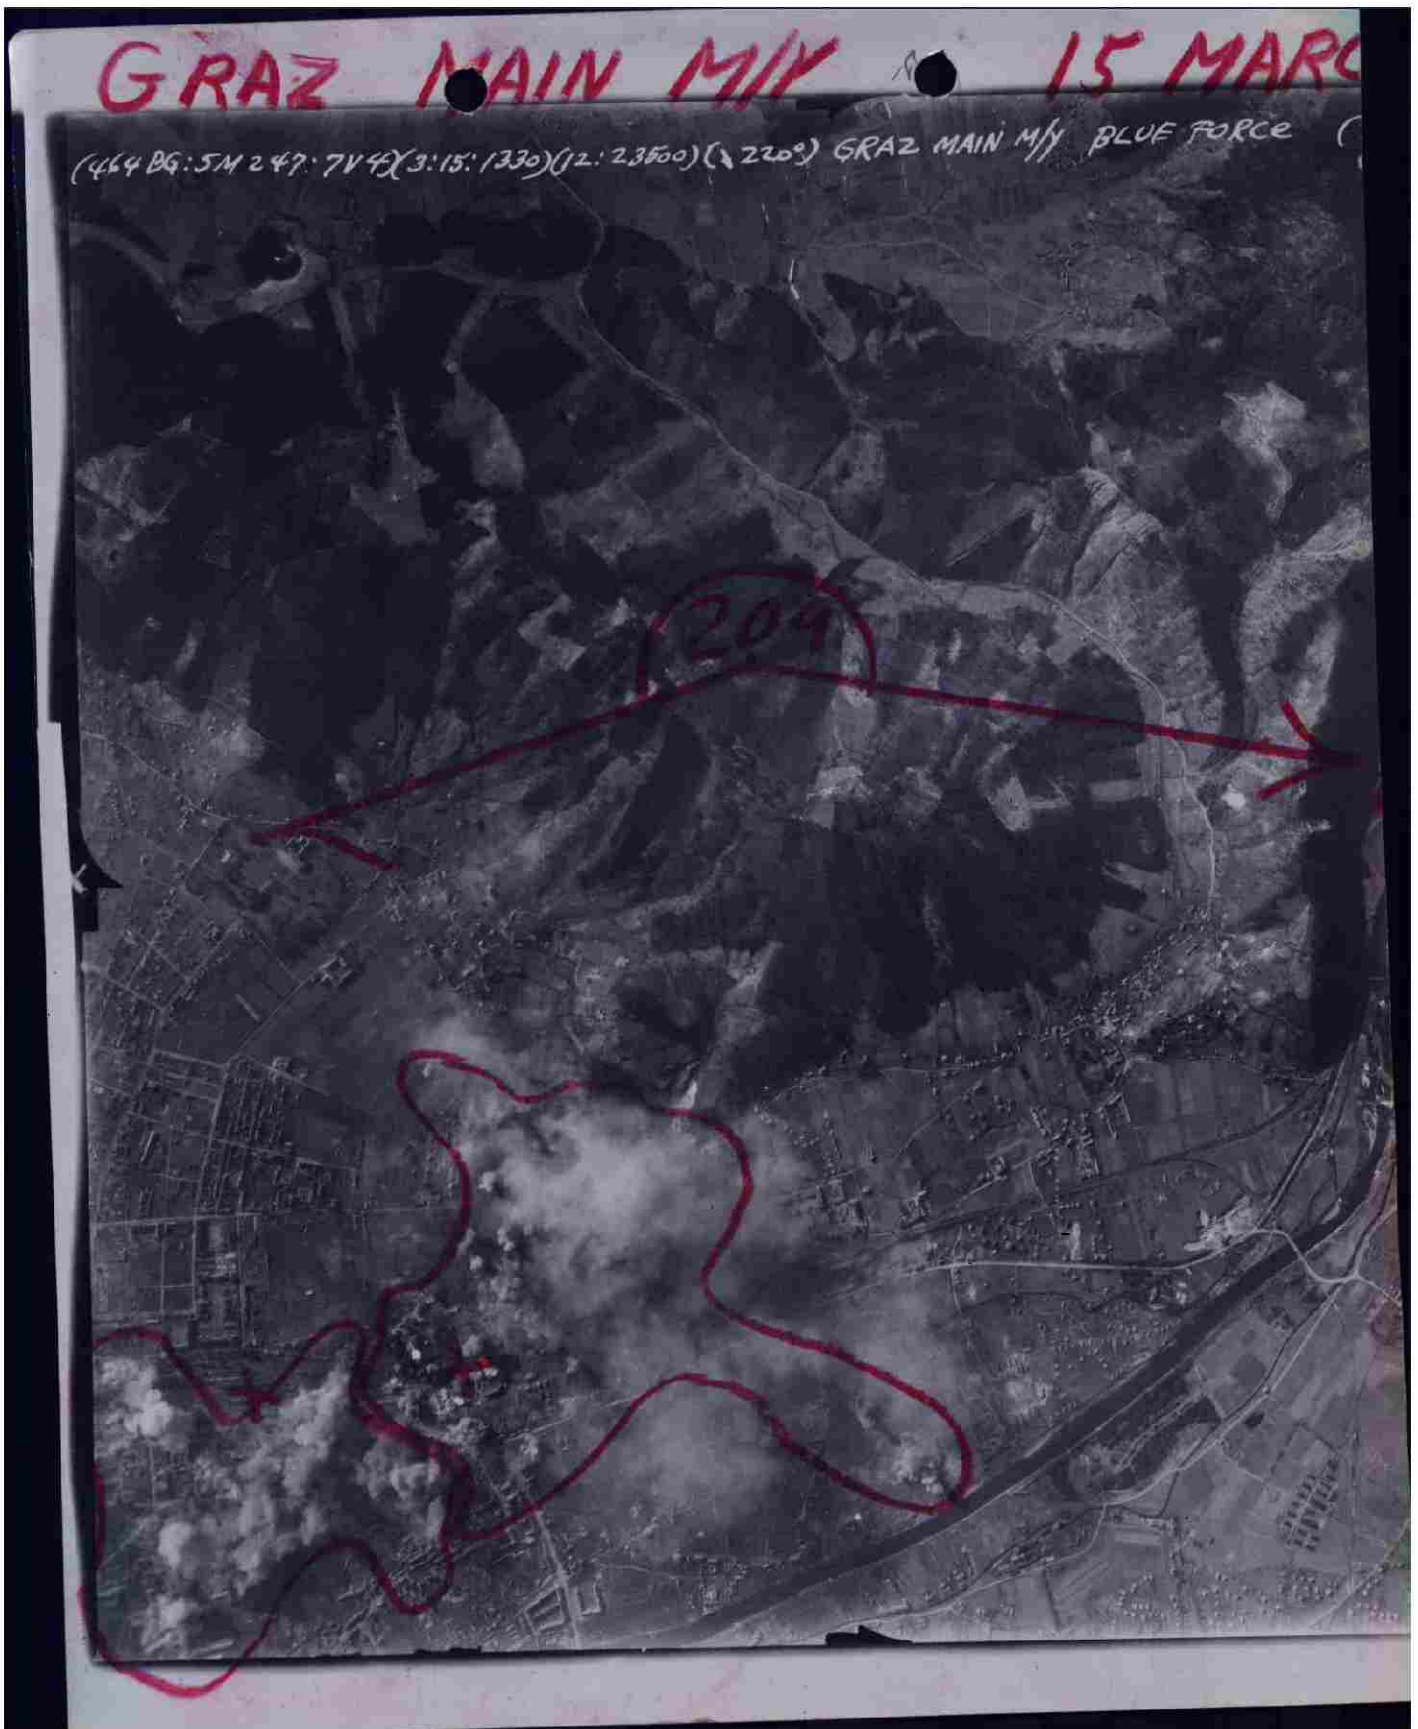 GRAZ MAIN M/Y 15 MARC
(464 BG:5M 247:7V4)(3:15:1330)(12:23500)(↘220°) GRAZ MAIN M/Y BLUE FORCE (
204